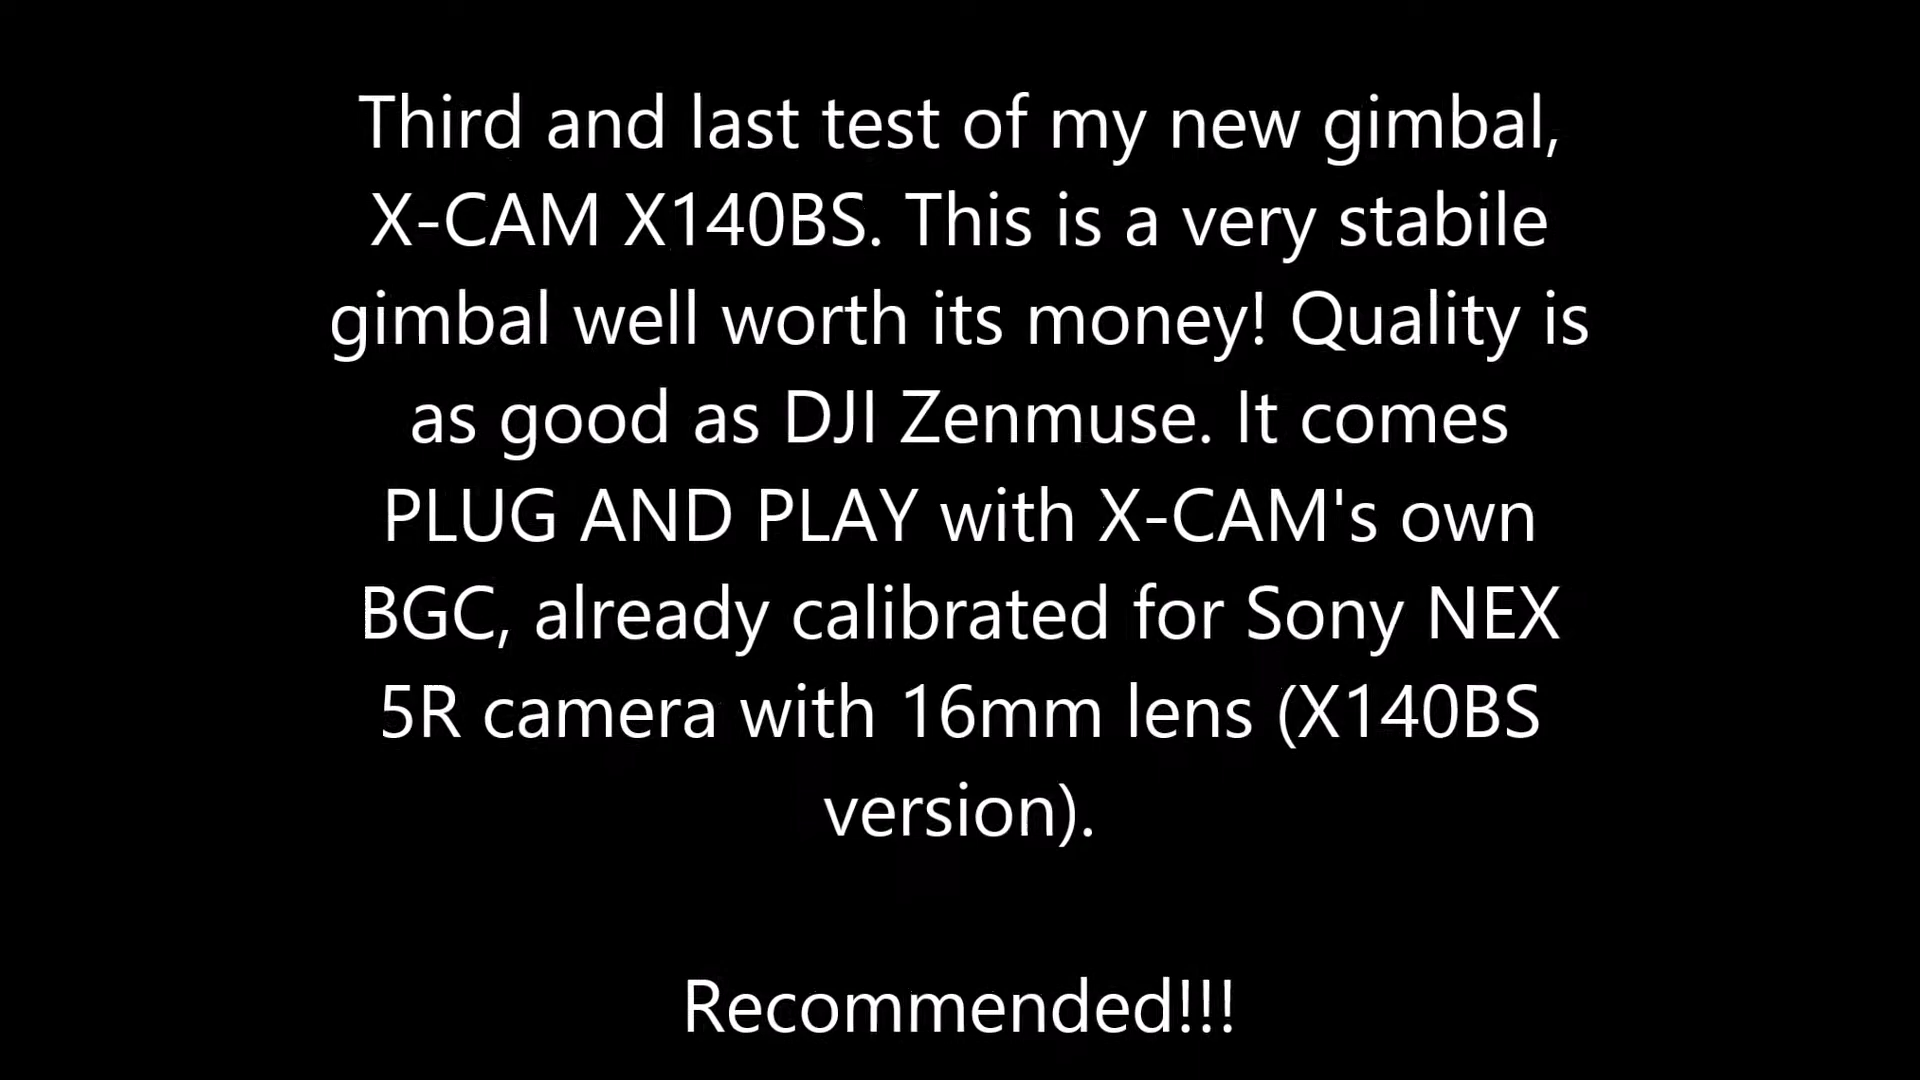 Third and last test of my new gimbal,
X-CAM X140BS. This is a very stabile
gimbal well worth its money! Quality is
as good as DJI Zenmuse. It comes
PLUG AND PLAY with X-CAM's own
BGC, already calibrated for Sony NEX
5R camera with 16mm lens (X140BS
version).
Recommended!!!